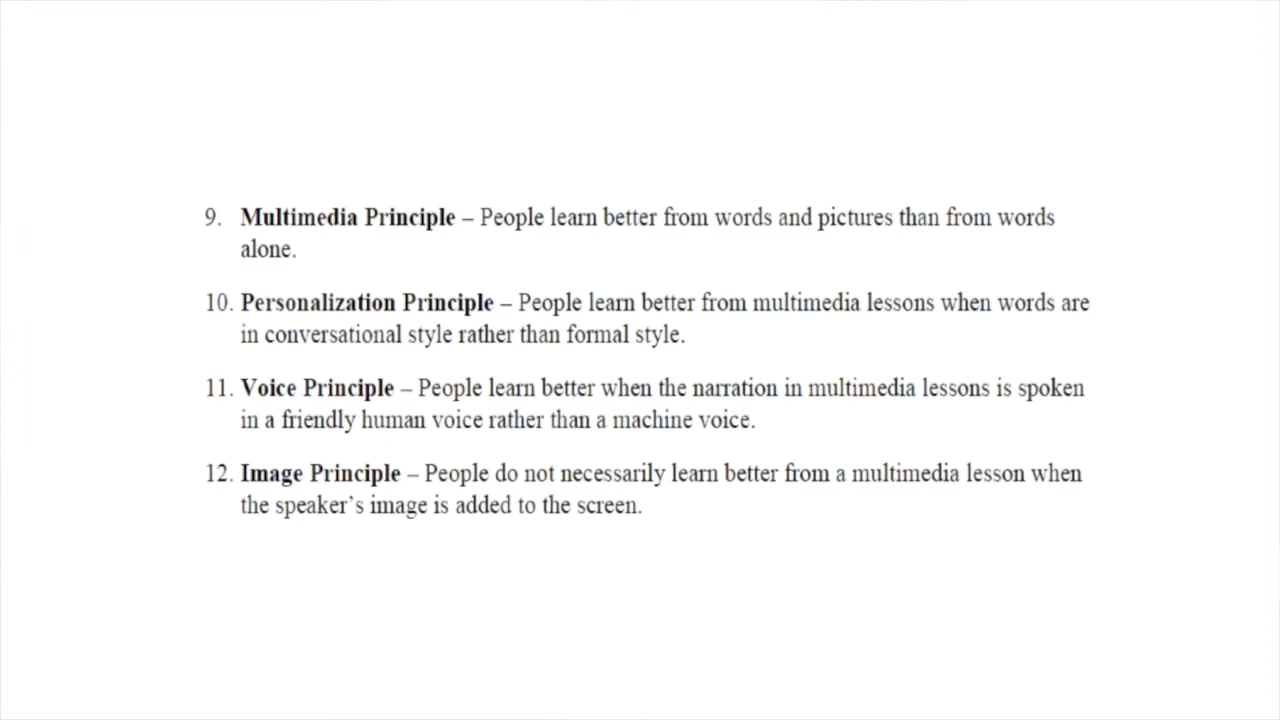 9. Multimedia Principle – People learn better from words and pictures than from words
alone.
10. Personalization Principle – People learn better from multimedia lessons when words are
in conversational style rather than formal style.
11. Voice Principle – People learn better when the narration in multimedia lessons is spoken
in a friendly human voice rather than a machine voice.
12. Image Principle – People do not necessarily learn better from a multimedia lesson when
the speaker’s image is added to the screen.